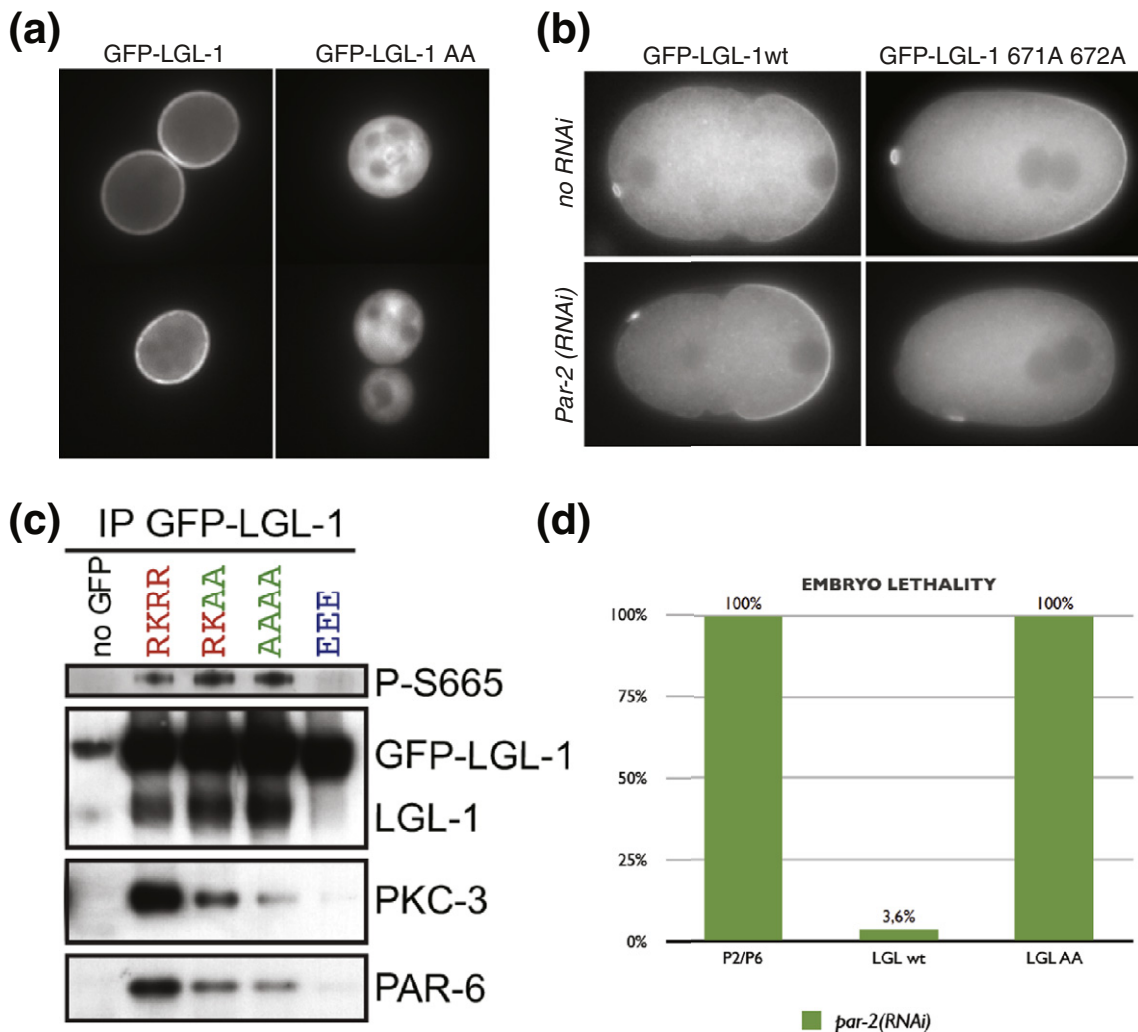 (a)
GFP-LGL-1 GFP-LGL-1 AA
(b)
GFP-LGL-1wt GFP-LGL-1 671A 672A
no RNAi
Par-2 (RNAi)
(c)
IP GFP-LGL-1
no GFP RKRR RKAA AAAA EEE
P-S665
GFP-LGL-1
LGL-1
PKC-3
PAR-6
(d)
EMBRYO LETHALITY
100% 100%
100%
75%
50%
25%
3,6%
0%
P2/P6 LGL wt LGL AA
par-2(RNAi)